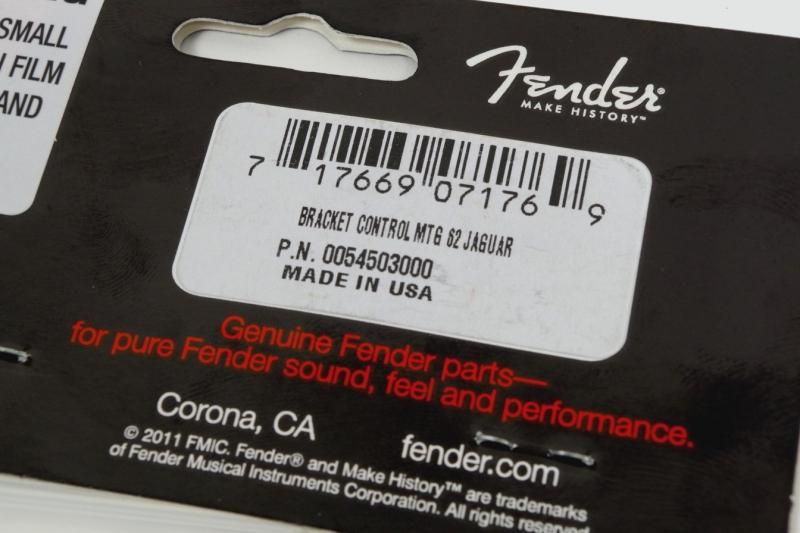 SMALL
FILM
AND
Fender
MAKE HISTORY™
7 17669 07176 9
BRACKET CONTROL MTG 62 JAGUAR
P.N. 0054503000
MADE IN USA
Genuine Fender parts—
for pure Fender sound, feel and performance.
Corona, CA
fender.com
© 2011 FMIC. Fender® and Make History™ are trademarks
of Fender Musical Instruments Corporation. All rights reserved